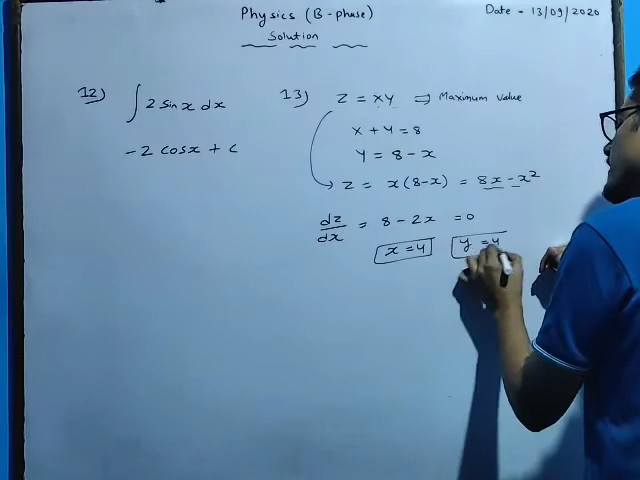 Physics (B-phase)
Date - 13/09/2020
Solution
12) ∫ 2 sin x dx
-2 cosx + c
13) Z = XY ⇒ Maximum value
x + y = 8
y = 8 - x
z = x(8-x) = 8x - x²
dz/dx = 8 - 2x = 0
x = 4 y = 4